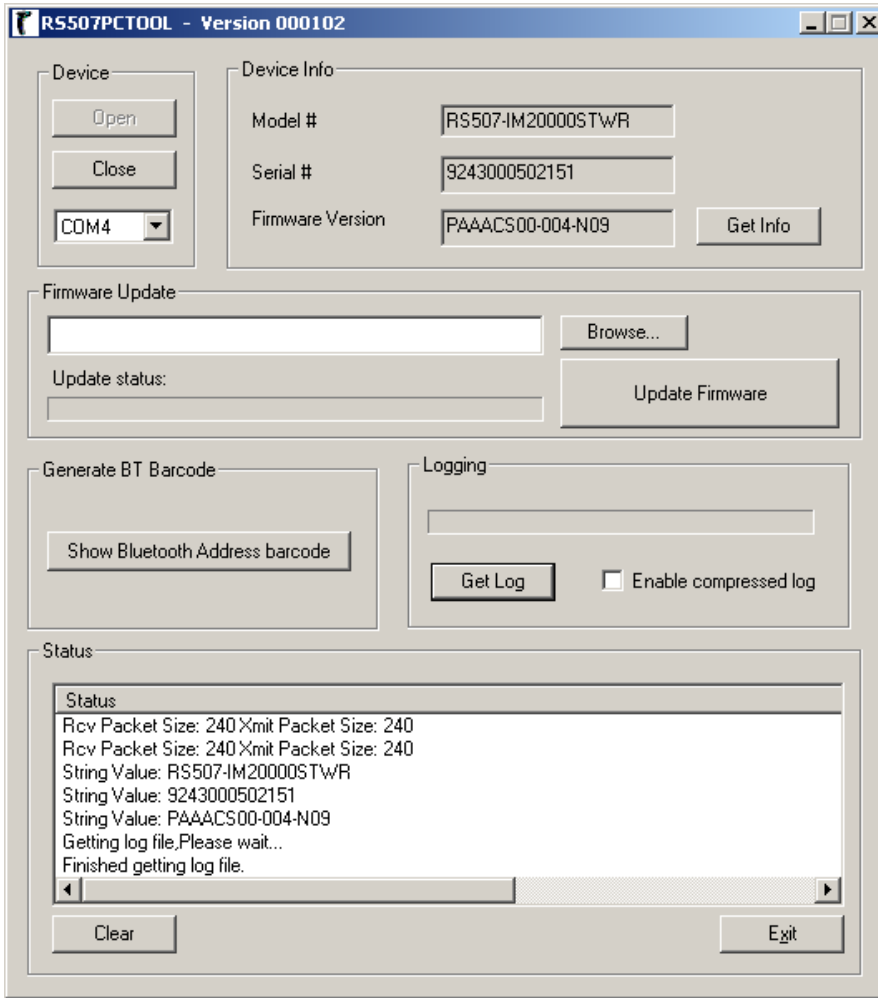 RS507PCTOOL - Version 000102
Device
Open
Close
COM4
Device Info
Model #
RS507-IM20000STWR
Serial #
9243000502151
Firmware Version
PAAACS00-004-N09
Get Info
Firmware Update
Browse...
Update status:
Update Firmware
Generate BT Barcode
Show Bluetooth Address barcode
Logging
Get Log
Enable compressed log
Status
Status
Rcv Packet Size: 240 Xmit Packet Size: 240
Rcv Packet Size: 240 Xmit Packet Size: 240
String Value: RS507-IM20000STWR
String Value: 9243000502151
String Value: PAAACS00-004-N09
Getting log file,Please wait...
Finished getting log file.
Clear
Exit